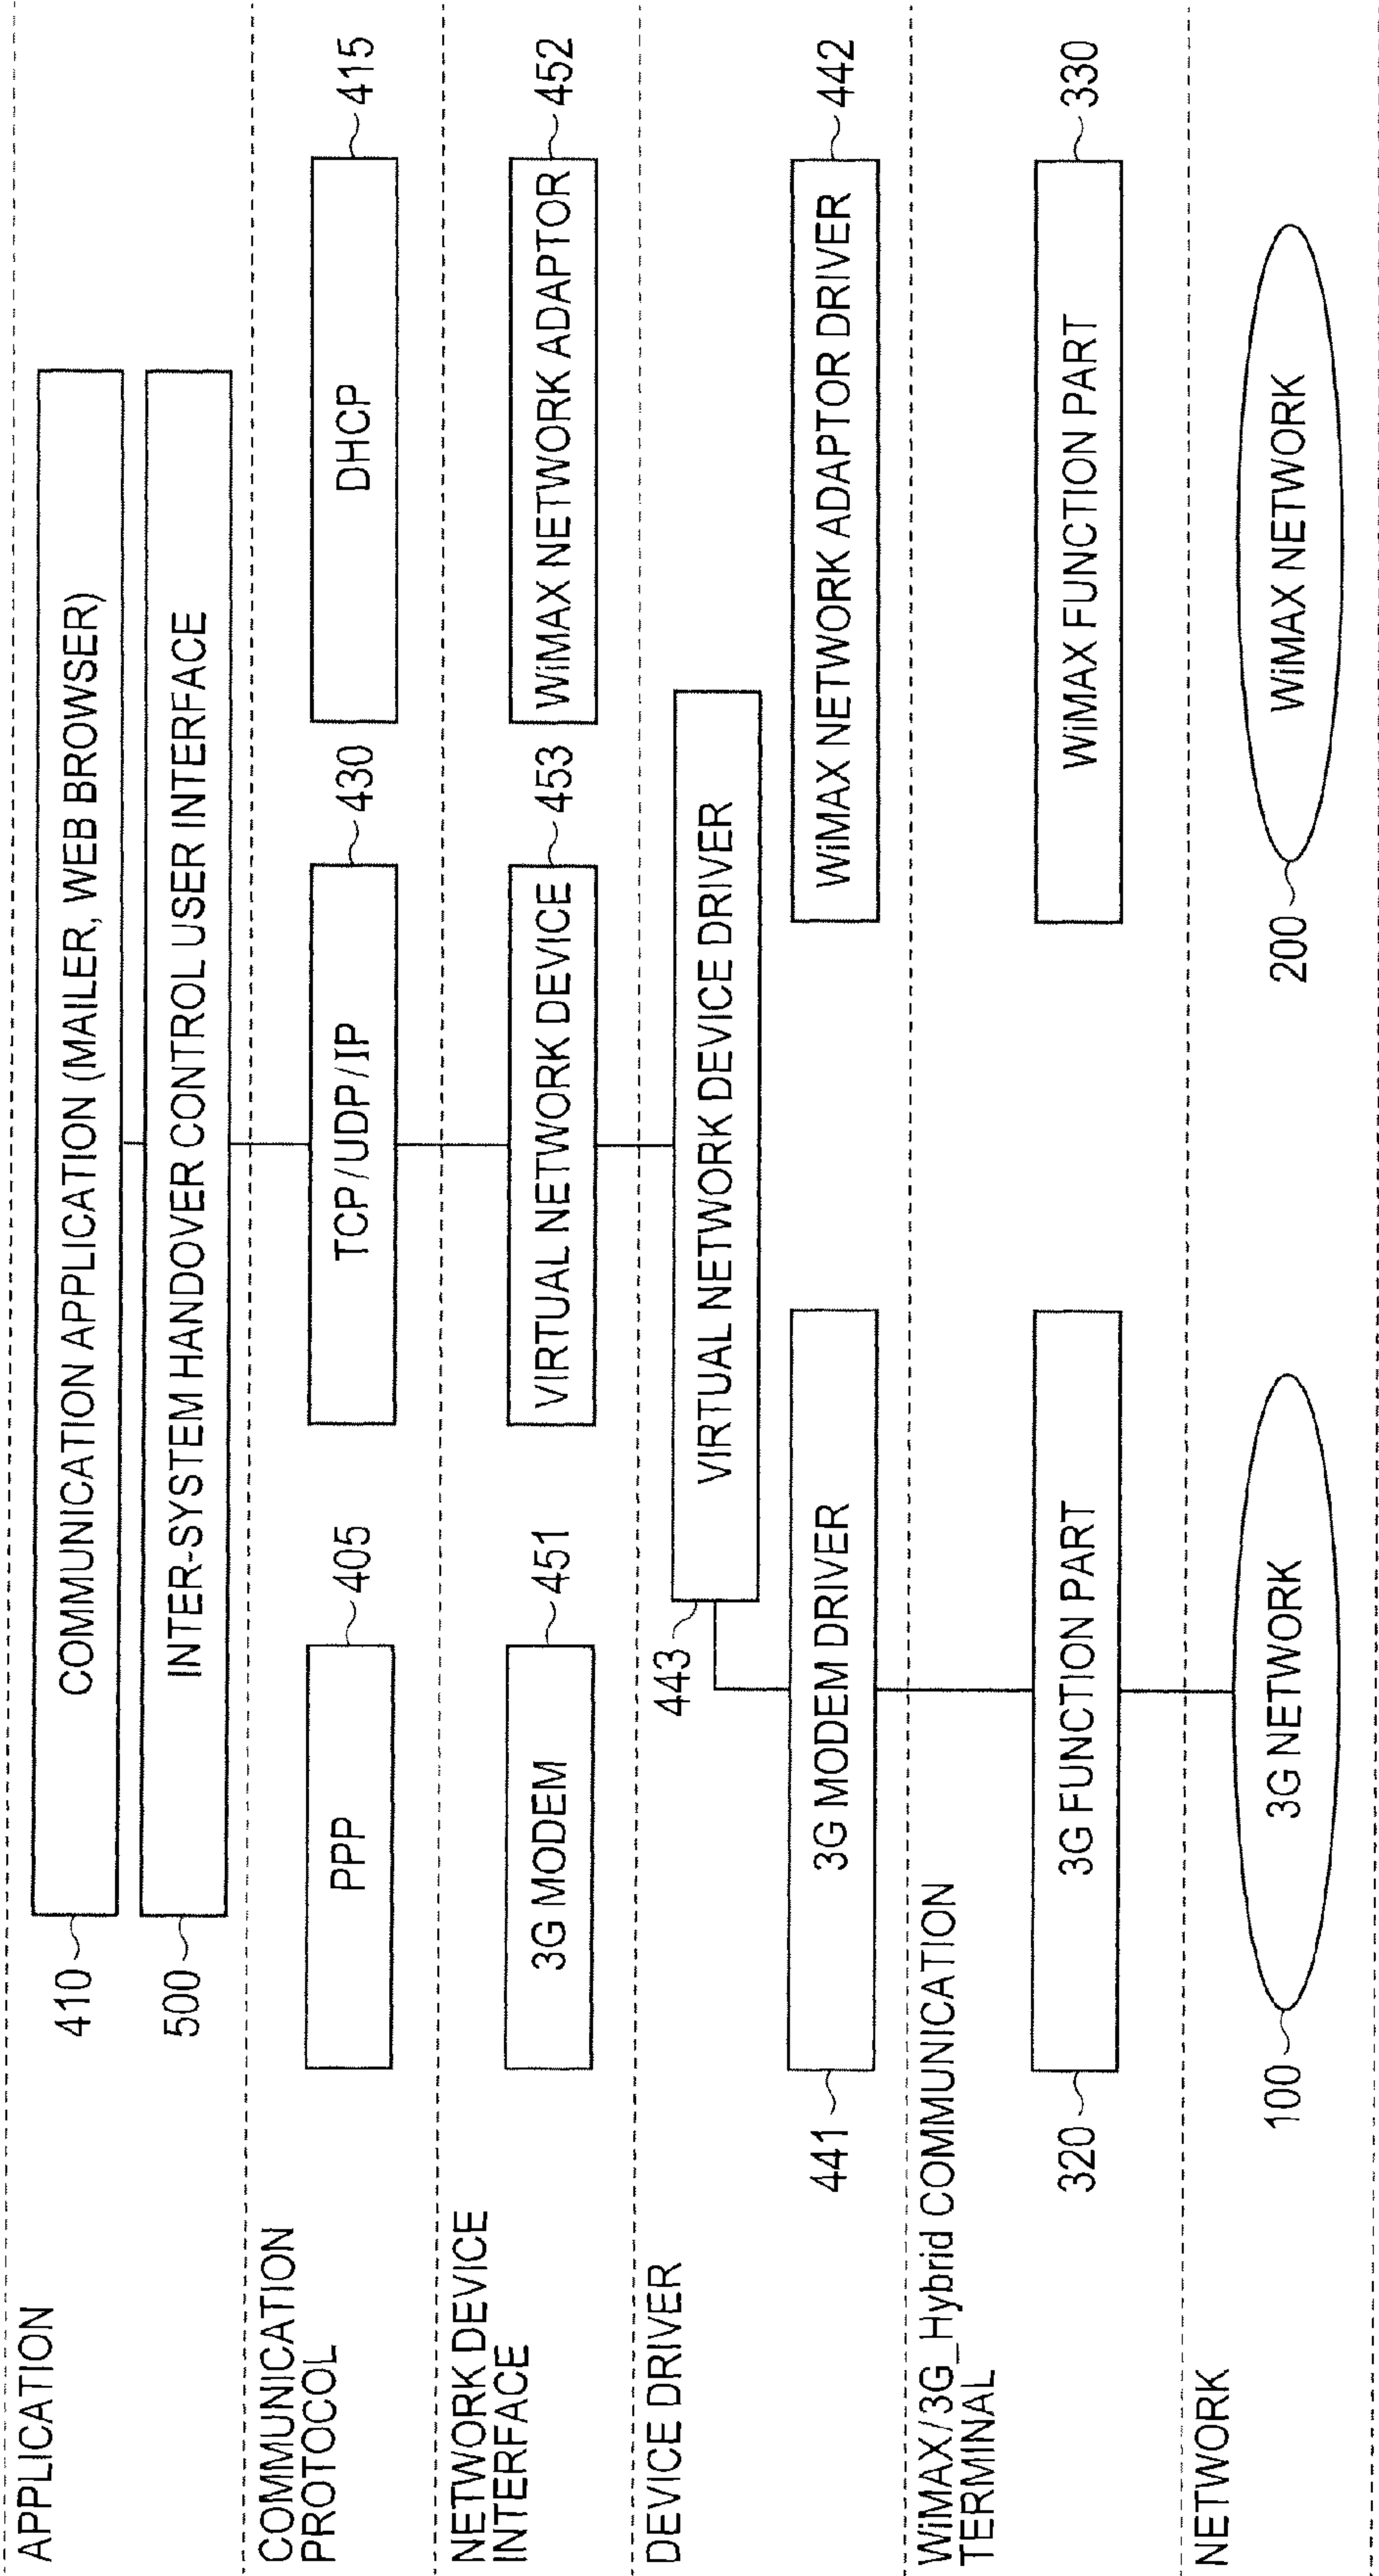 APPLICATION
410
COMMUNICATION APPLICATION (MAILER, WEB BROWSER)
500
INTER-SYSTEM HANDOVER CONTROL USER INTERFACE
COMMUNICATION
PROTOCOL
PPP
405
TCP/UDP/IP
430
DHCP
415
NETWORK DEVICE
INTERFACE
3G MODEM
451
VIRTUAL NETWORK DEVICE
453
WiMAX NETWORK ADAPTOR
452
DEVICE DRIVER
443
VIRTUAL NETWORK DEVICE DRIVER
441
3G MODEM DRIVER
WiMAX NETWORK ADAPTOR DRIVER
442
WiMAX/3G_Hybrid COMMUNICATION
TERMINAL
320
3G FUNCTION PART
WiMAX FUNCTION PART
330
NETWORK
100
3G NETWORK
200
WiMAX NETWORK